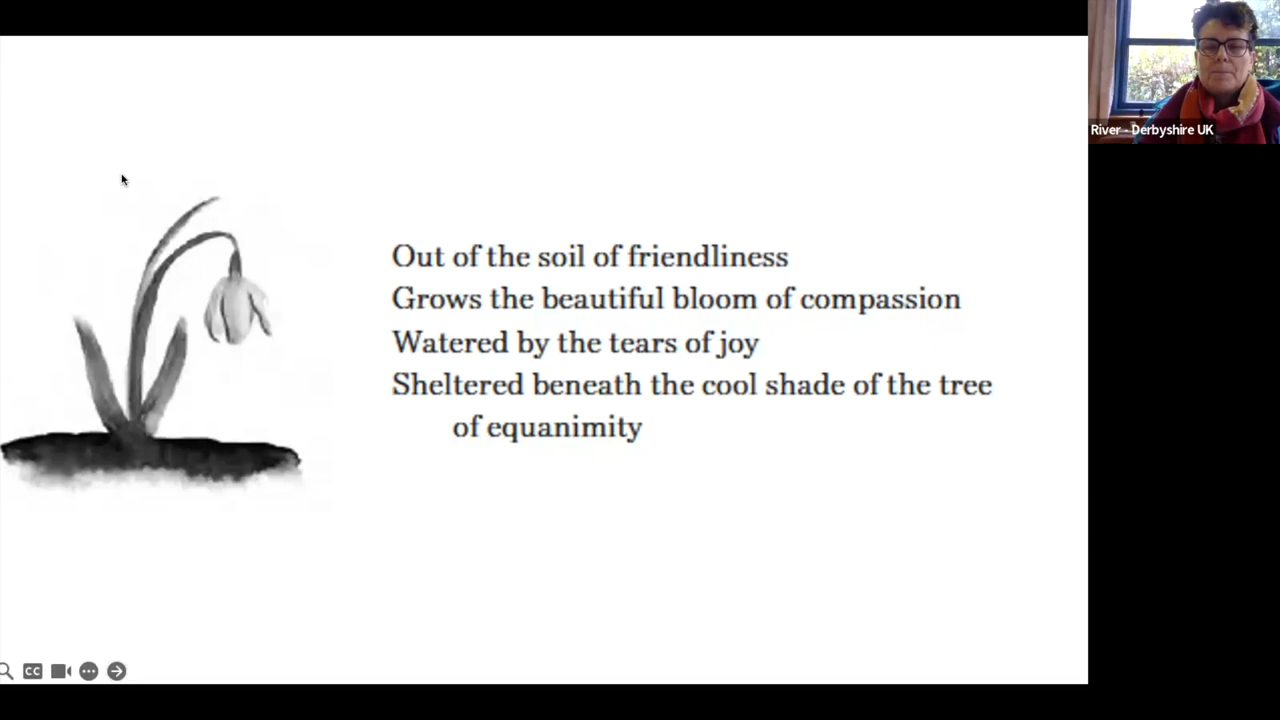 Out of the soil of friendliness
Grows the beautiful bloom of compassion
Watered by the tears of joy
Sheltered beneath the cool shade of the tree
of equanimity
River - Derbyshire UK
CC